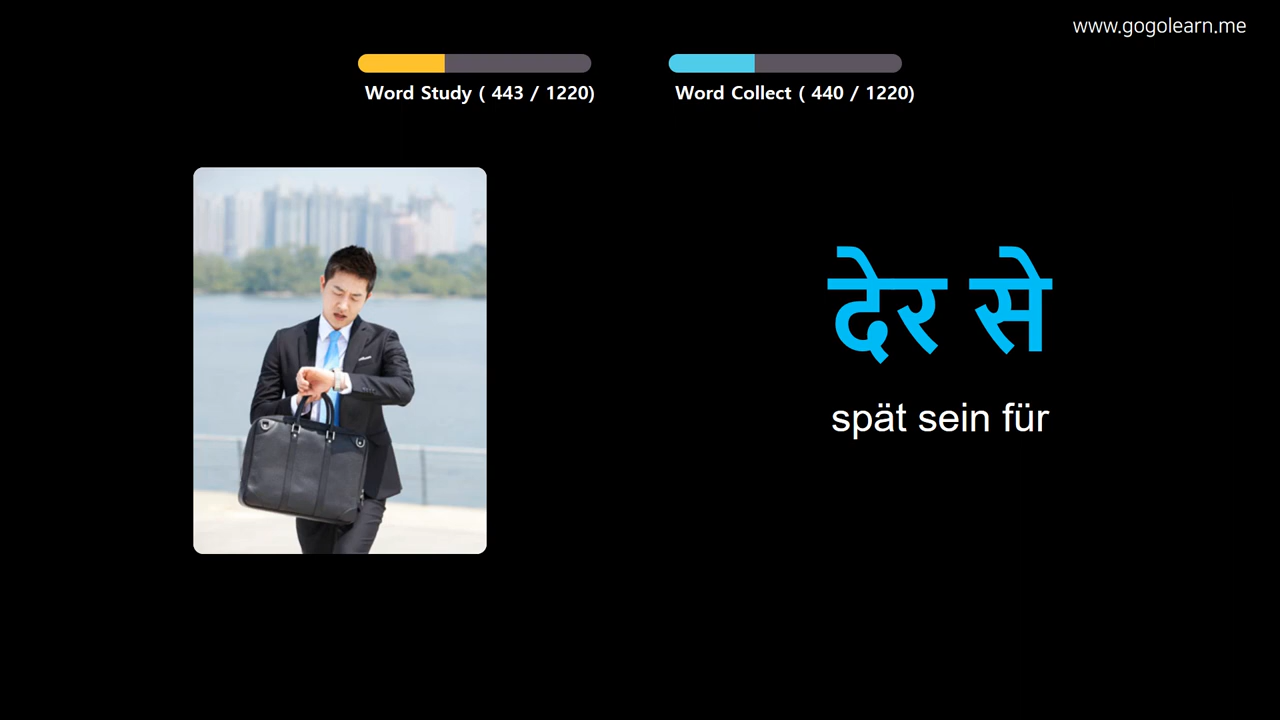 www.gogolearn.me
Word Study ( 443 / 1220)
Word Collect ( 440 / 1220)
देर से
spät sein für